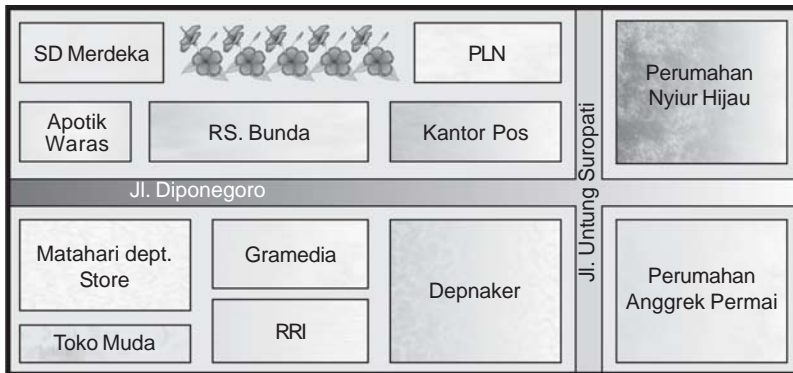 SD Merdeka
PLN
Perumahan
Nyiur Hijau
Apotik
Waras
RS. Bunda
Kantor Pos
Jl. Diponegoro
Jl. Untung Suropati
Matahari dept.
Store
Gramedia
Depnaker
Perumahan
Anggrek Permai
Toko Muda
RRI